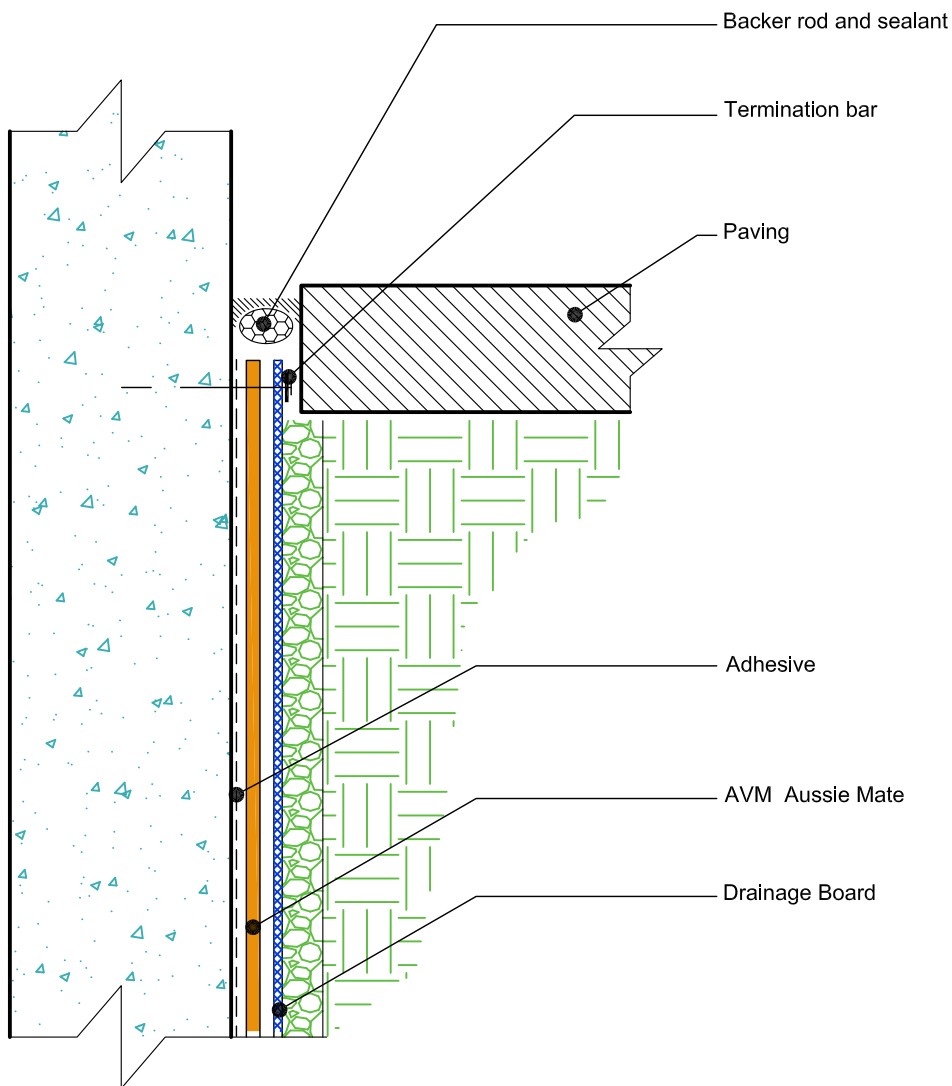 Backer rod and sealant
Termination bar
Paving
Adhesive
AVM Aussie Mate
Drainage Board